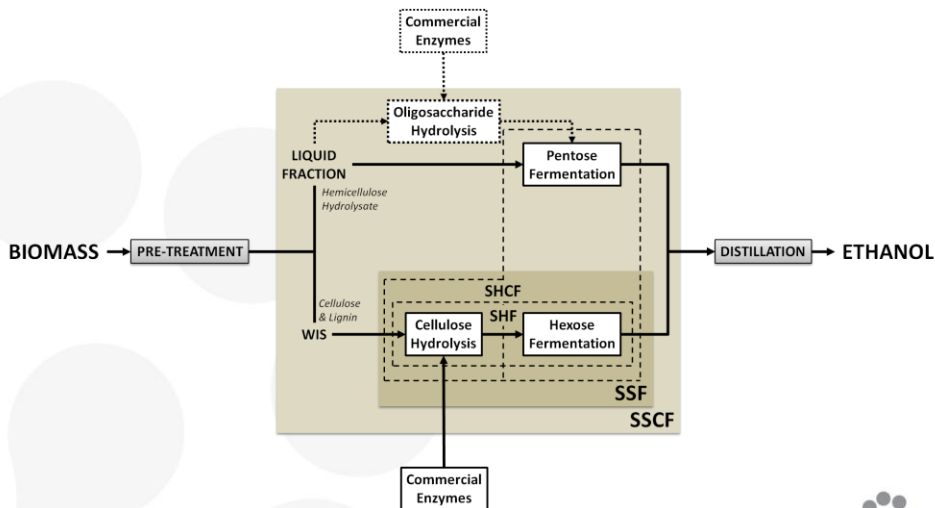 Commercial
Enzymes
Oligosaccharide
Hydrolysis
LIQUID
FRACTION
Pentose
Fermentation
Hemicellulose
Hydrolysate
BIOMASS
PRE-TREATMENT
DISTILLATION
ETHANOL
SHCF
Cellulose
& Lignin
SHF
WIS
Cellulose
Hydrolysis
Hexose
Fermentation
SSF
SSCF
Commercial
Enzymes